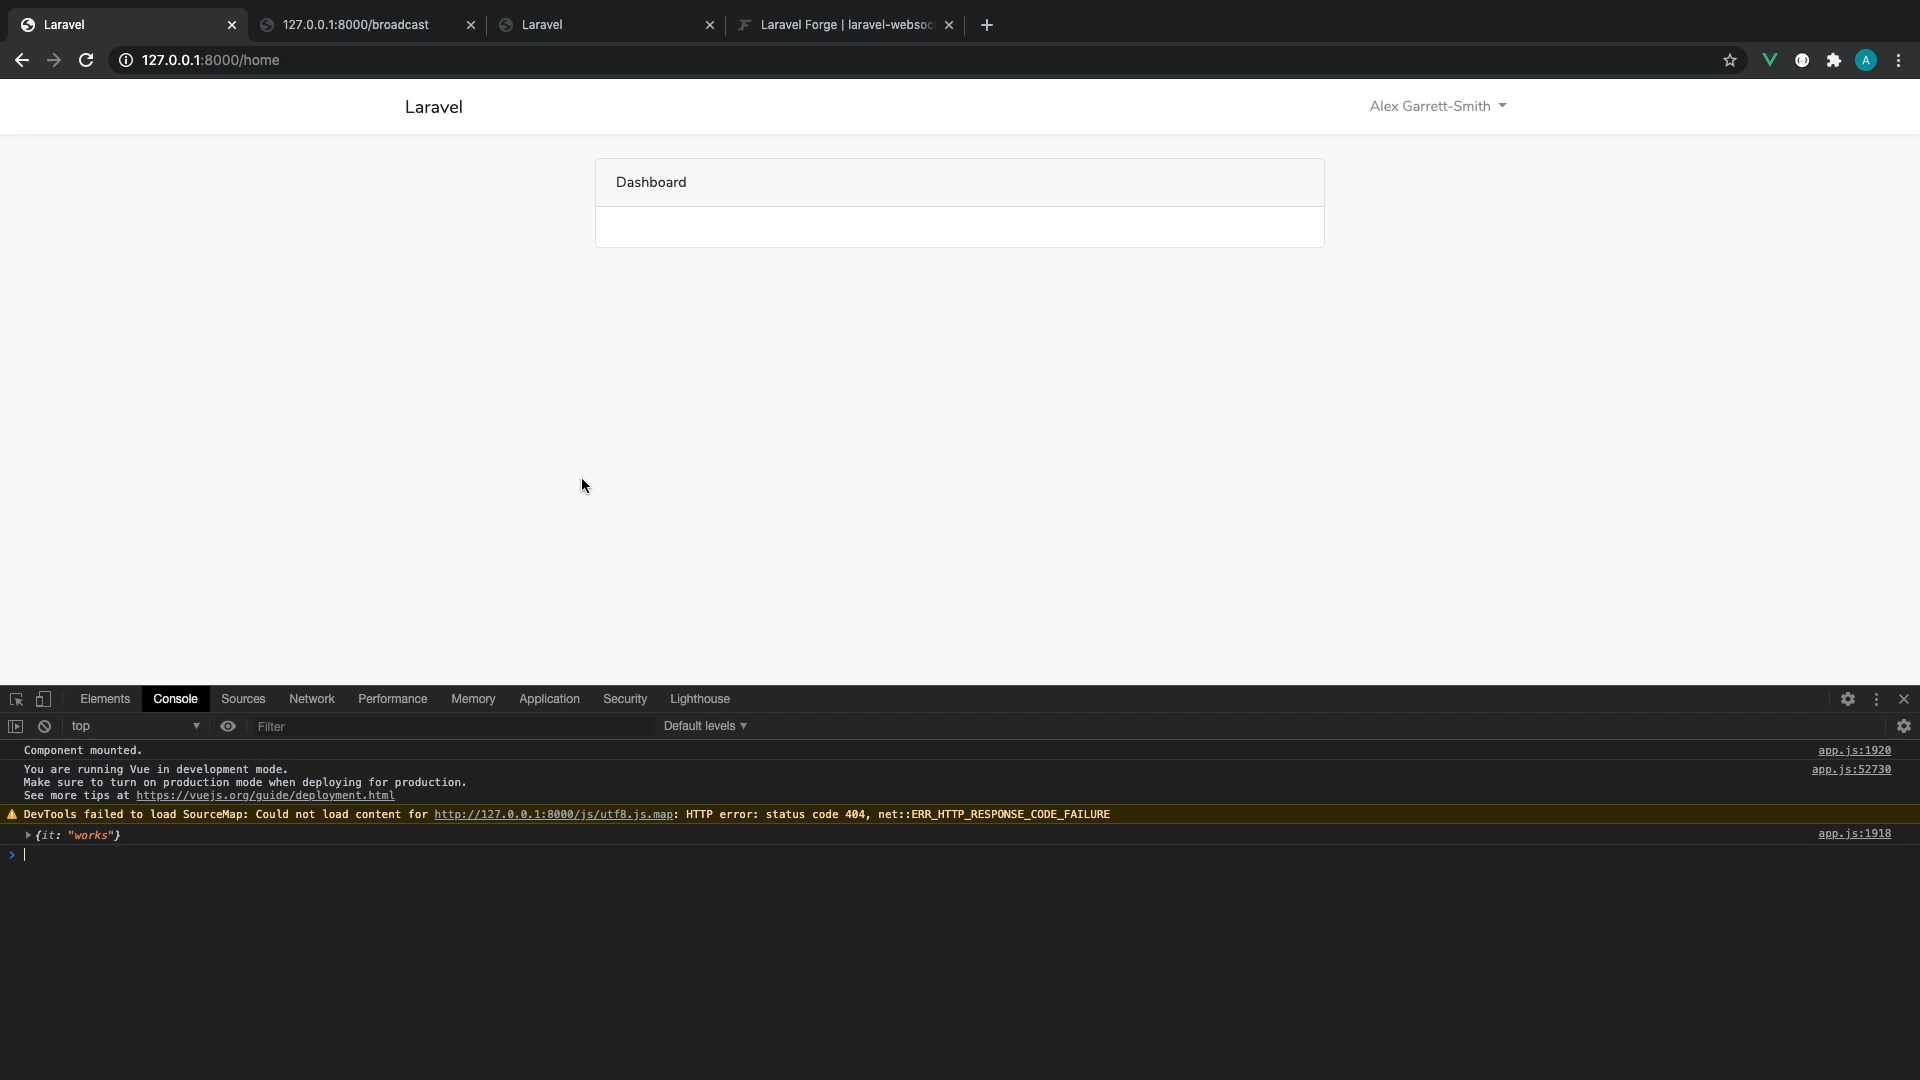 Laravel
127.0.0.1:8000/broadcast
Laravel
Laravel Forge | laravel-websoc
127.0.0.1:8000/home
A
Laravel
Alex Garrett-Smith
Dashboard
Elements Console Sources Network Performance Memory Application Security Lighthouse
top Filter Default levels
Component mounted. app.js:1920
You are running Vue in development mode. app.js:52730
Make sure to turn on production mode when deploying for production.
See more tips at https://vuejs.org/guide/deployment.html
DevTools failed to load SourceMap: Could not load content for http://127.0.0.1:8000/js/utf8.js.map: HTTP error: status code 404, net::ERR_HTTP_RESPONSE_CODE_FAILURE
{it: "works"} app.js:1918